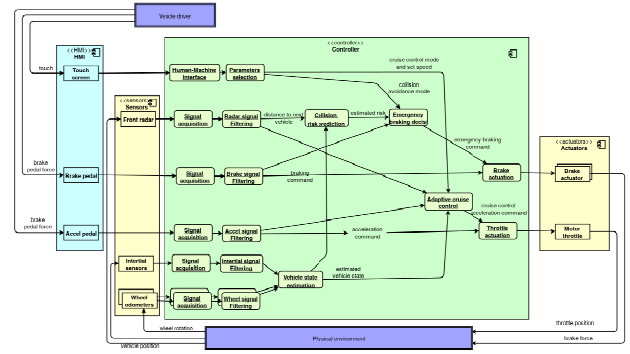 Vehicle driver
<<HMI>>
HMI
<<controller>>
Controller
cruise control mode
and set speed
touch
Touch
screen
Human-Machine
Interface
Parameters
selection
collision
avoidance mode
<<actuators>>
Actuators
<<sensors>>
Sensors
Front radar
Signal
acquisition
Radar signal
Filtering
distance to next
vehicle
Collision
risk prediction
estimated risk
Emergency
braking decis
emergency braking
command
brake
pedal force
Brake pedal
Signal
acquisition
Brake signal
Filtering
braking
command
Brake
actuation
Brake
actuator
Adaptive cruise
control
cruise control
acceleration command
brake
pedal force
Accel pedal
Signal
acquisition
Accel signal
Filtering
acceleration
command
Throttle
actuation
Motor
throttle
Intertial
sensors
Signal
acquisition
Intertial signal
Filtering
Vehicle state
estimation
estimated
vehicle state
Wheel
odometers
Signal
acquisition
Wheel signal
Filtering
wheel rotation
throttle position
Physical environment
vehicle position
brake force